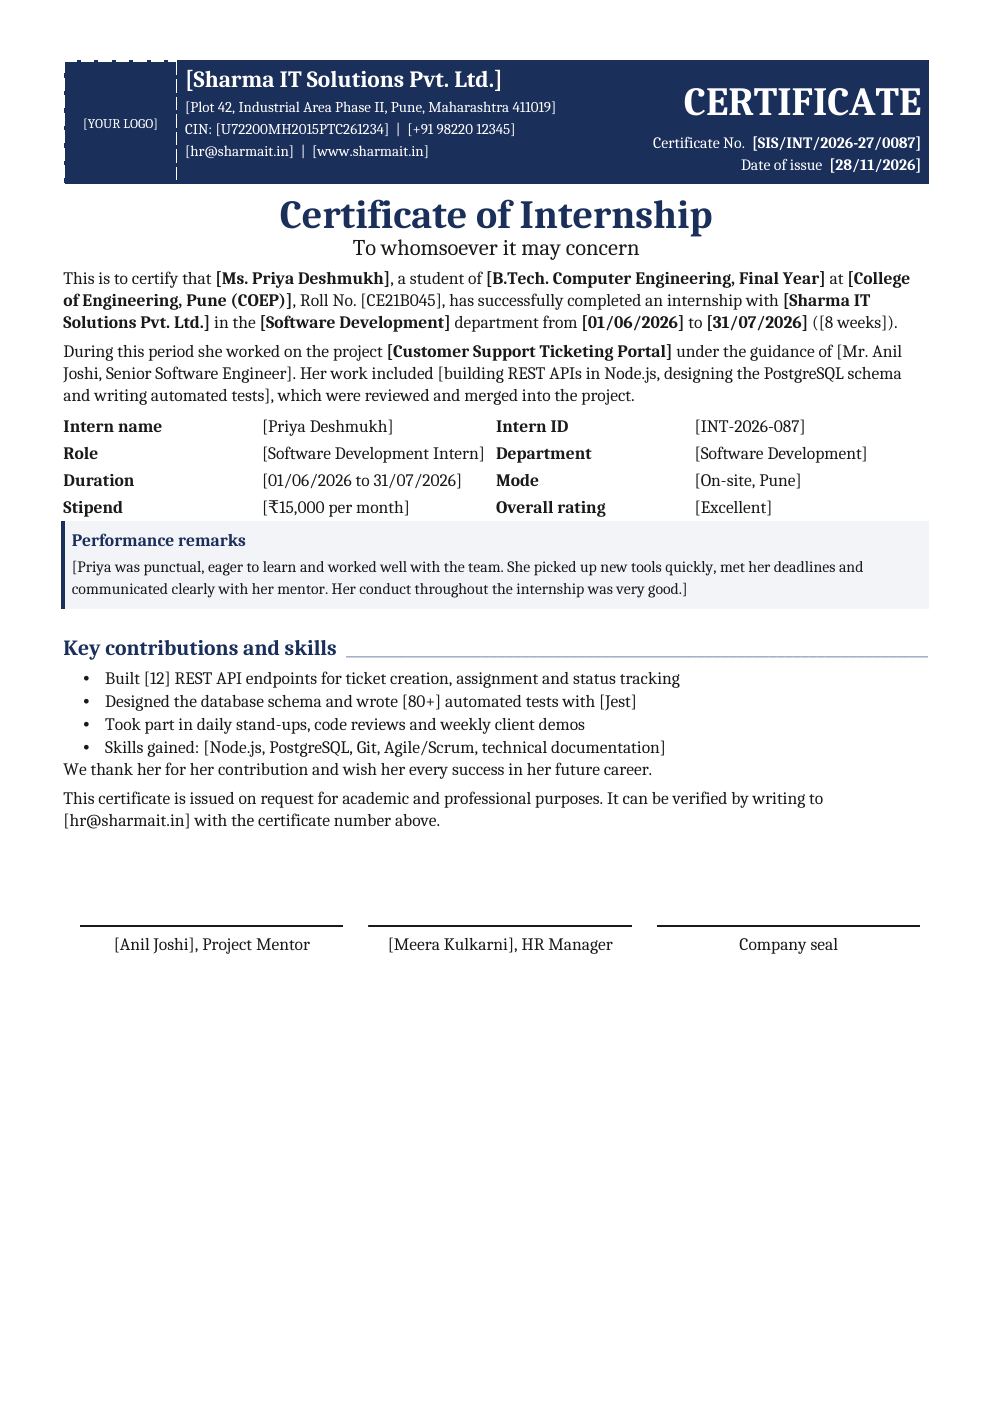 [YOUR LOGO]
[Sharma IT Solutions Pvt. Ltd.]
[Plot 42, Industrial Area Phase II, Pune, Maharashtra 411019]
CIN: [U72200MH2015PTC261234] | [+91 98220 12345]
[hr@sharmait.in] | [www.sharmait.in]
CERTIFICATE
Certificate No. [SIS/INT/2026-27/0087]
Date of issue [28/11/2026]
Certificate of Internship
To whomsoever it may concern
This is to certify that [Ms. Priya Deshmukh], a student of [B.Tech. Computer Engineering, Final Year] at [College
of Engineering, Pune (COEP)], Roll No. [CE21B045], has successfully completed an internship with [Sharma IT
Solutions Pvt. Ltd.] in the [Software Development] department from [01/06/2026] to [31/07/2026] ([8 weeks]).
During this period she worked on the project [Customer Support Ticketing Portal] under the guidance of [Mr. Anil
Joshi, Senior Software Engineer]. Her work included [building REST APIs in Node.js, designing the PostgreSQL schema
and writing automated tests], which were reviewed and merged into the project.
Intern name [Priya Deshmukh] Intern ID [INT-2026-087]
Role [Software Development Intern] Department [Software Development]
Duration [01/06/2026 to 31/07/2026] Mode [On-site, Pune]
Stipend [₹15,000 per month] Overall rating [Excellent]
Performance remarks
[Priya was punctual, eager to learn and worked well with the team. She picked up new tools quickly, met her deadlines and
communicated clearly with her mentor. Her conduct throughout the internship was very good.]
Key contributions and skills
• Built [12] REST API endpoints for ticket creation, assignment and status tracking
• Designed the database schema and wrote [80+] automated tests with [Jest]
• Took part in daily stand-ups, code reviews and weekly client demos
• Skills gained: [Node.js, PostgreSQL, Git, Agile/Scrum, technical documentation]
We thank her for her contribution and wish her every success in her future career.
This certificate is issued on request for academic and professional purposes. It can be verified by writing to
[hr@sharmait.in] with the certificate number above.
[Anil Joshi], Project Mentor [Meera Kulkarni], HR Manager Company seal